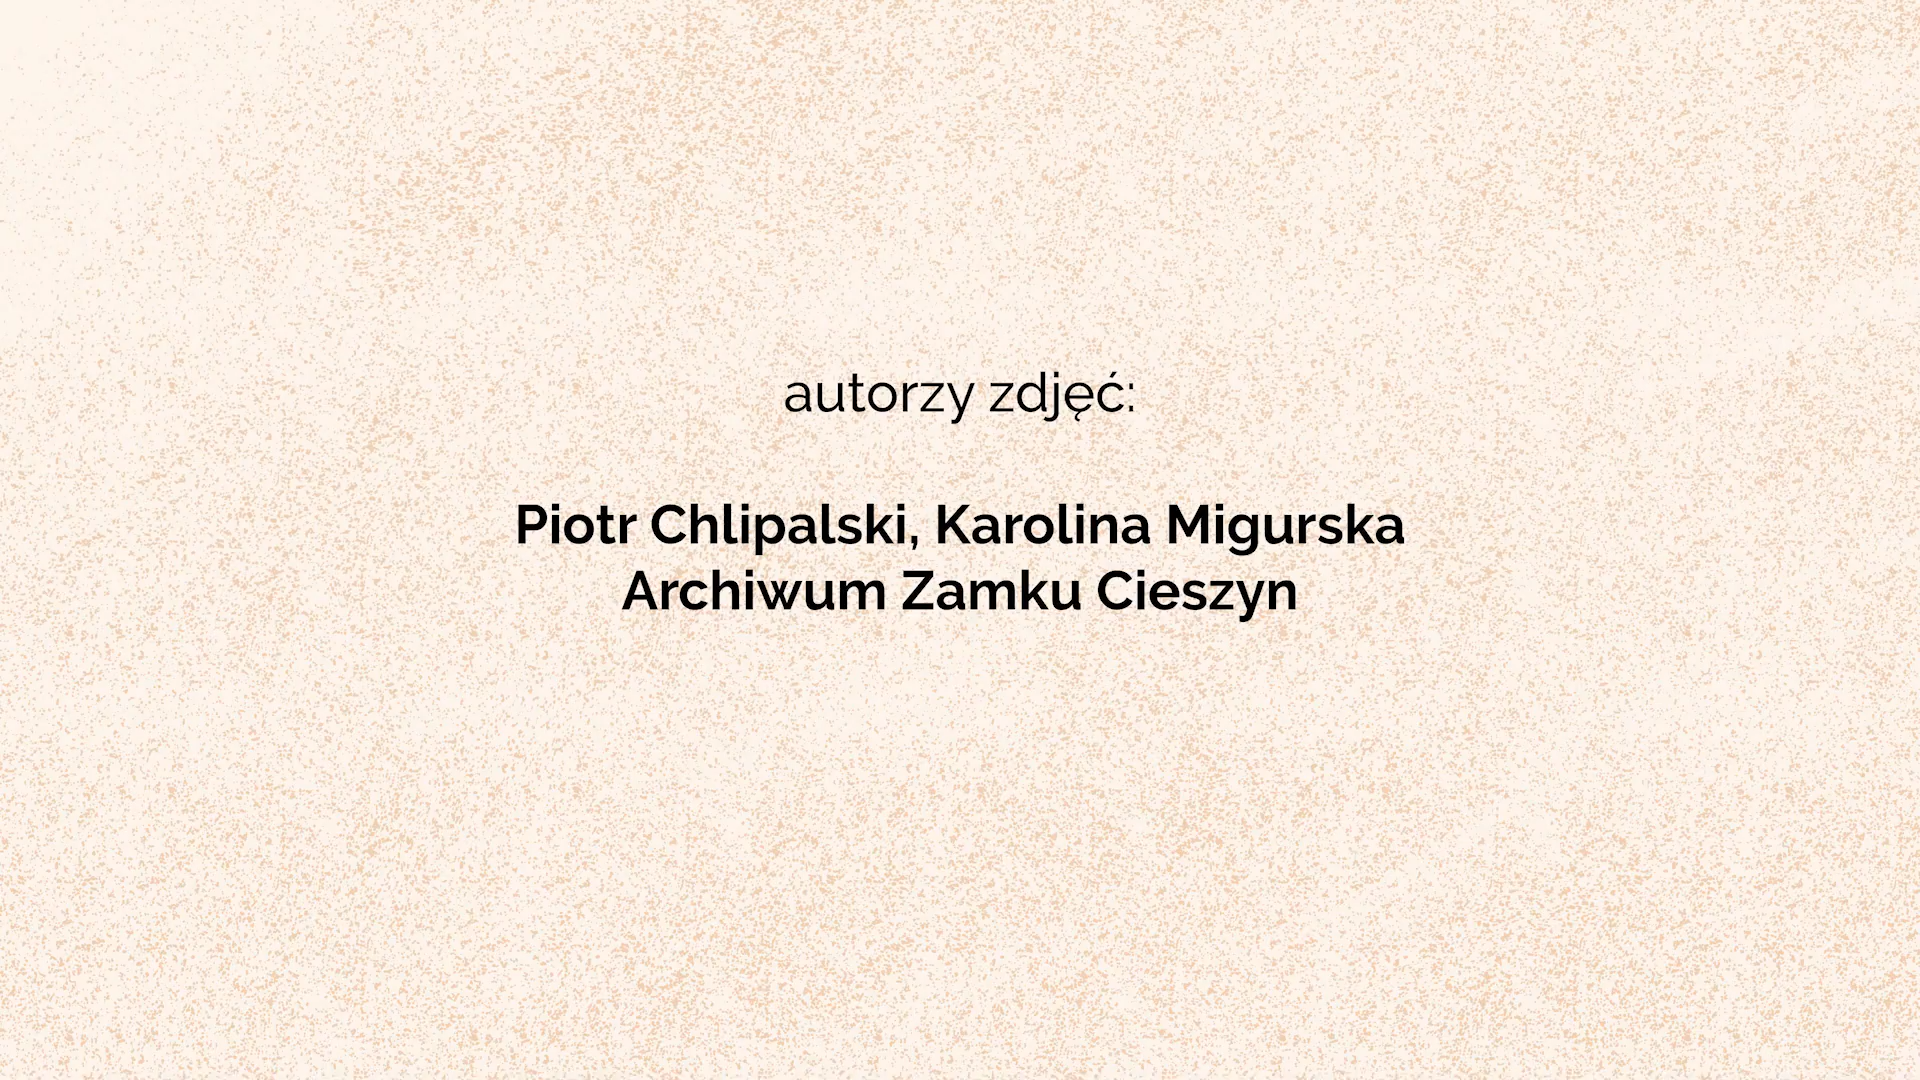 autorzy zdjęć:
Piotr Chlipalski, Karolina Migurska
Archiwum Zamku Cieszyn